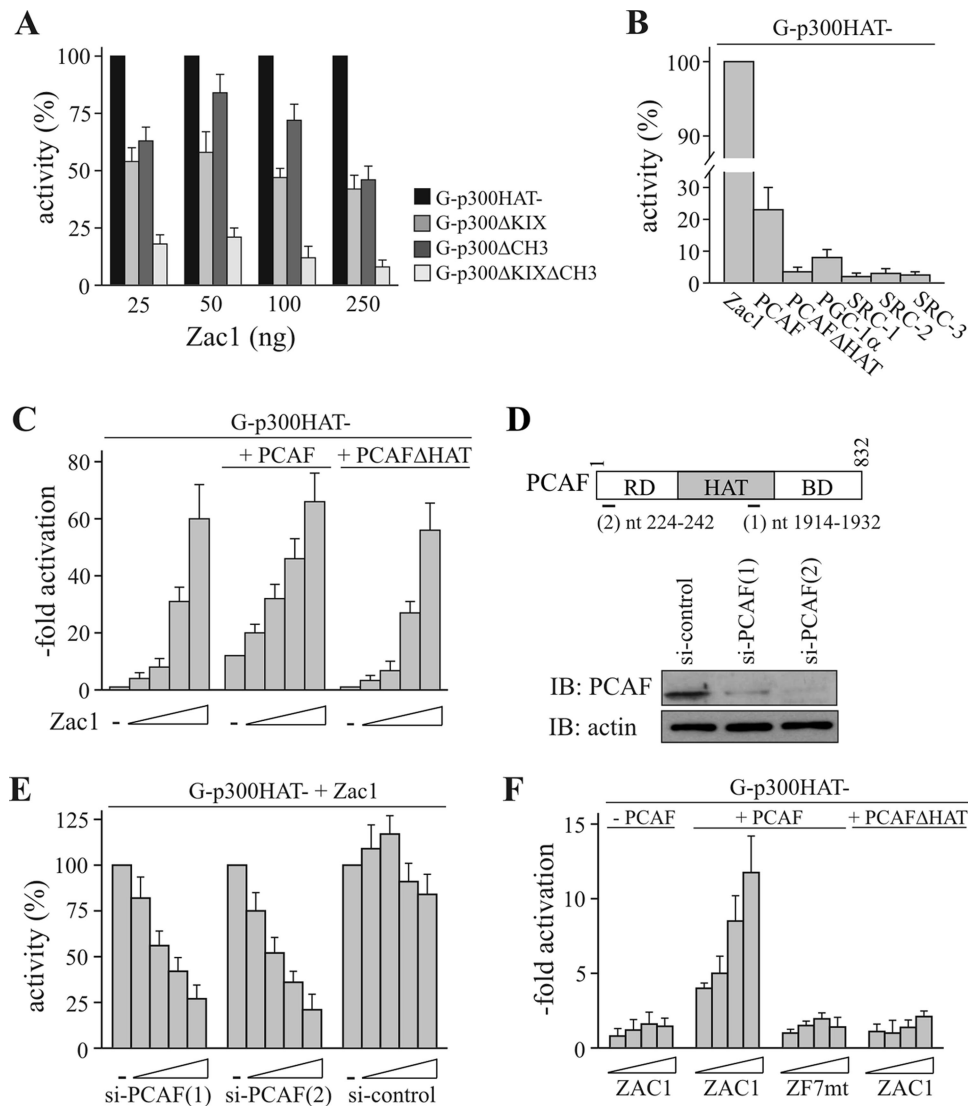 A
activity (%)
100
75
50
25
0
25
50
100
250
Zac1 (ng)
G-p300HAT-
G-p300ΔKIX
G-p300ΔCH3
G-p300ΔKIXΔCH3
B
G-p300HAT-
activity (%)
100
90
30
20
10
0
Zac1
PCAF
PCAFΔHAT
PGC-1α
SRC-1
SRC-2
SRC-3
C
G-p300HAT-
+ PCAF
+ PCAFΔHAT
-fold activation
80
60
40
20
0
Zac1
-
-
-
D
PCAF
1
832
RD
HAT
BD
(2) nt 224-242
(1) nt 1914-1932
si-control
si-PCAF(1)
si-PCAF(2)
IB: PCAF
IB: actin
E
G-p300HAT- + Zac1
activity (%)
125
100
75
50
25
0
-
-
-
si-PCAF(1)
si-PCAF(2)
si-control
F
G-p300HAT-
- PCAF
+ PCAF
+ PCAFΔHAT
-fold activation
15
10
5
0
ZAC1
ZAC1
ZF7mt
ZAC1